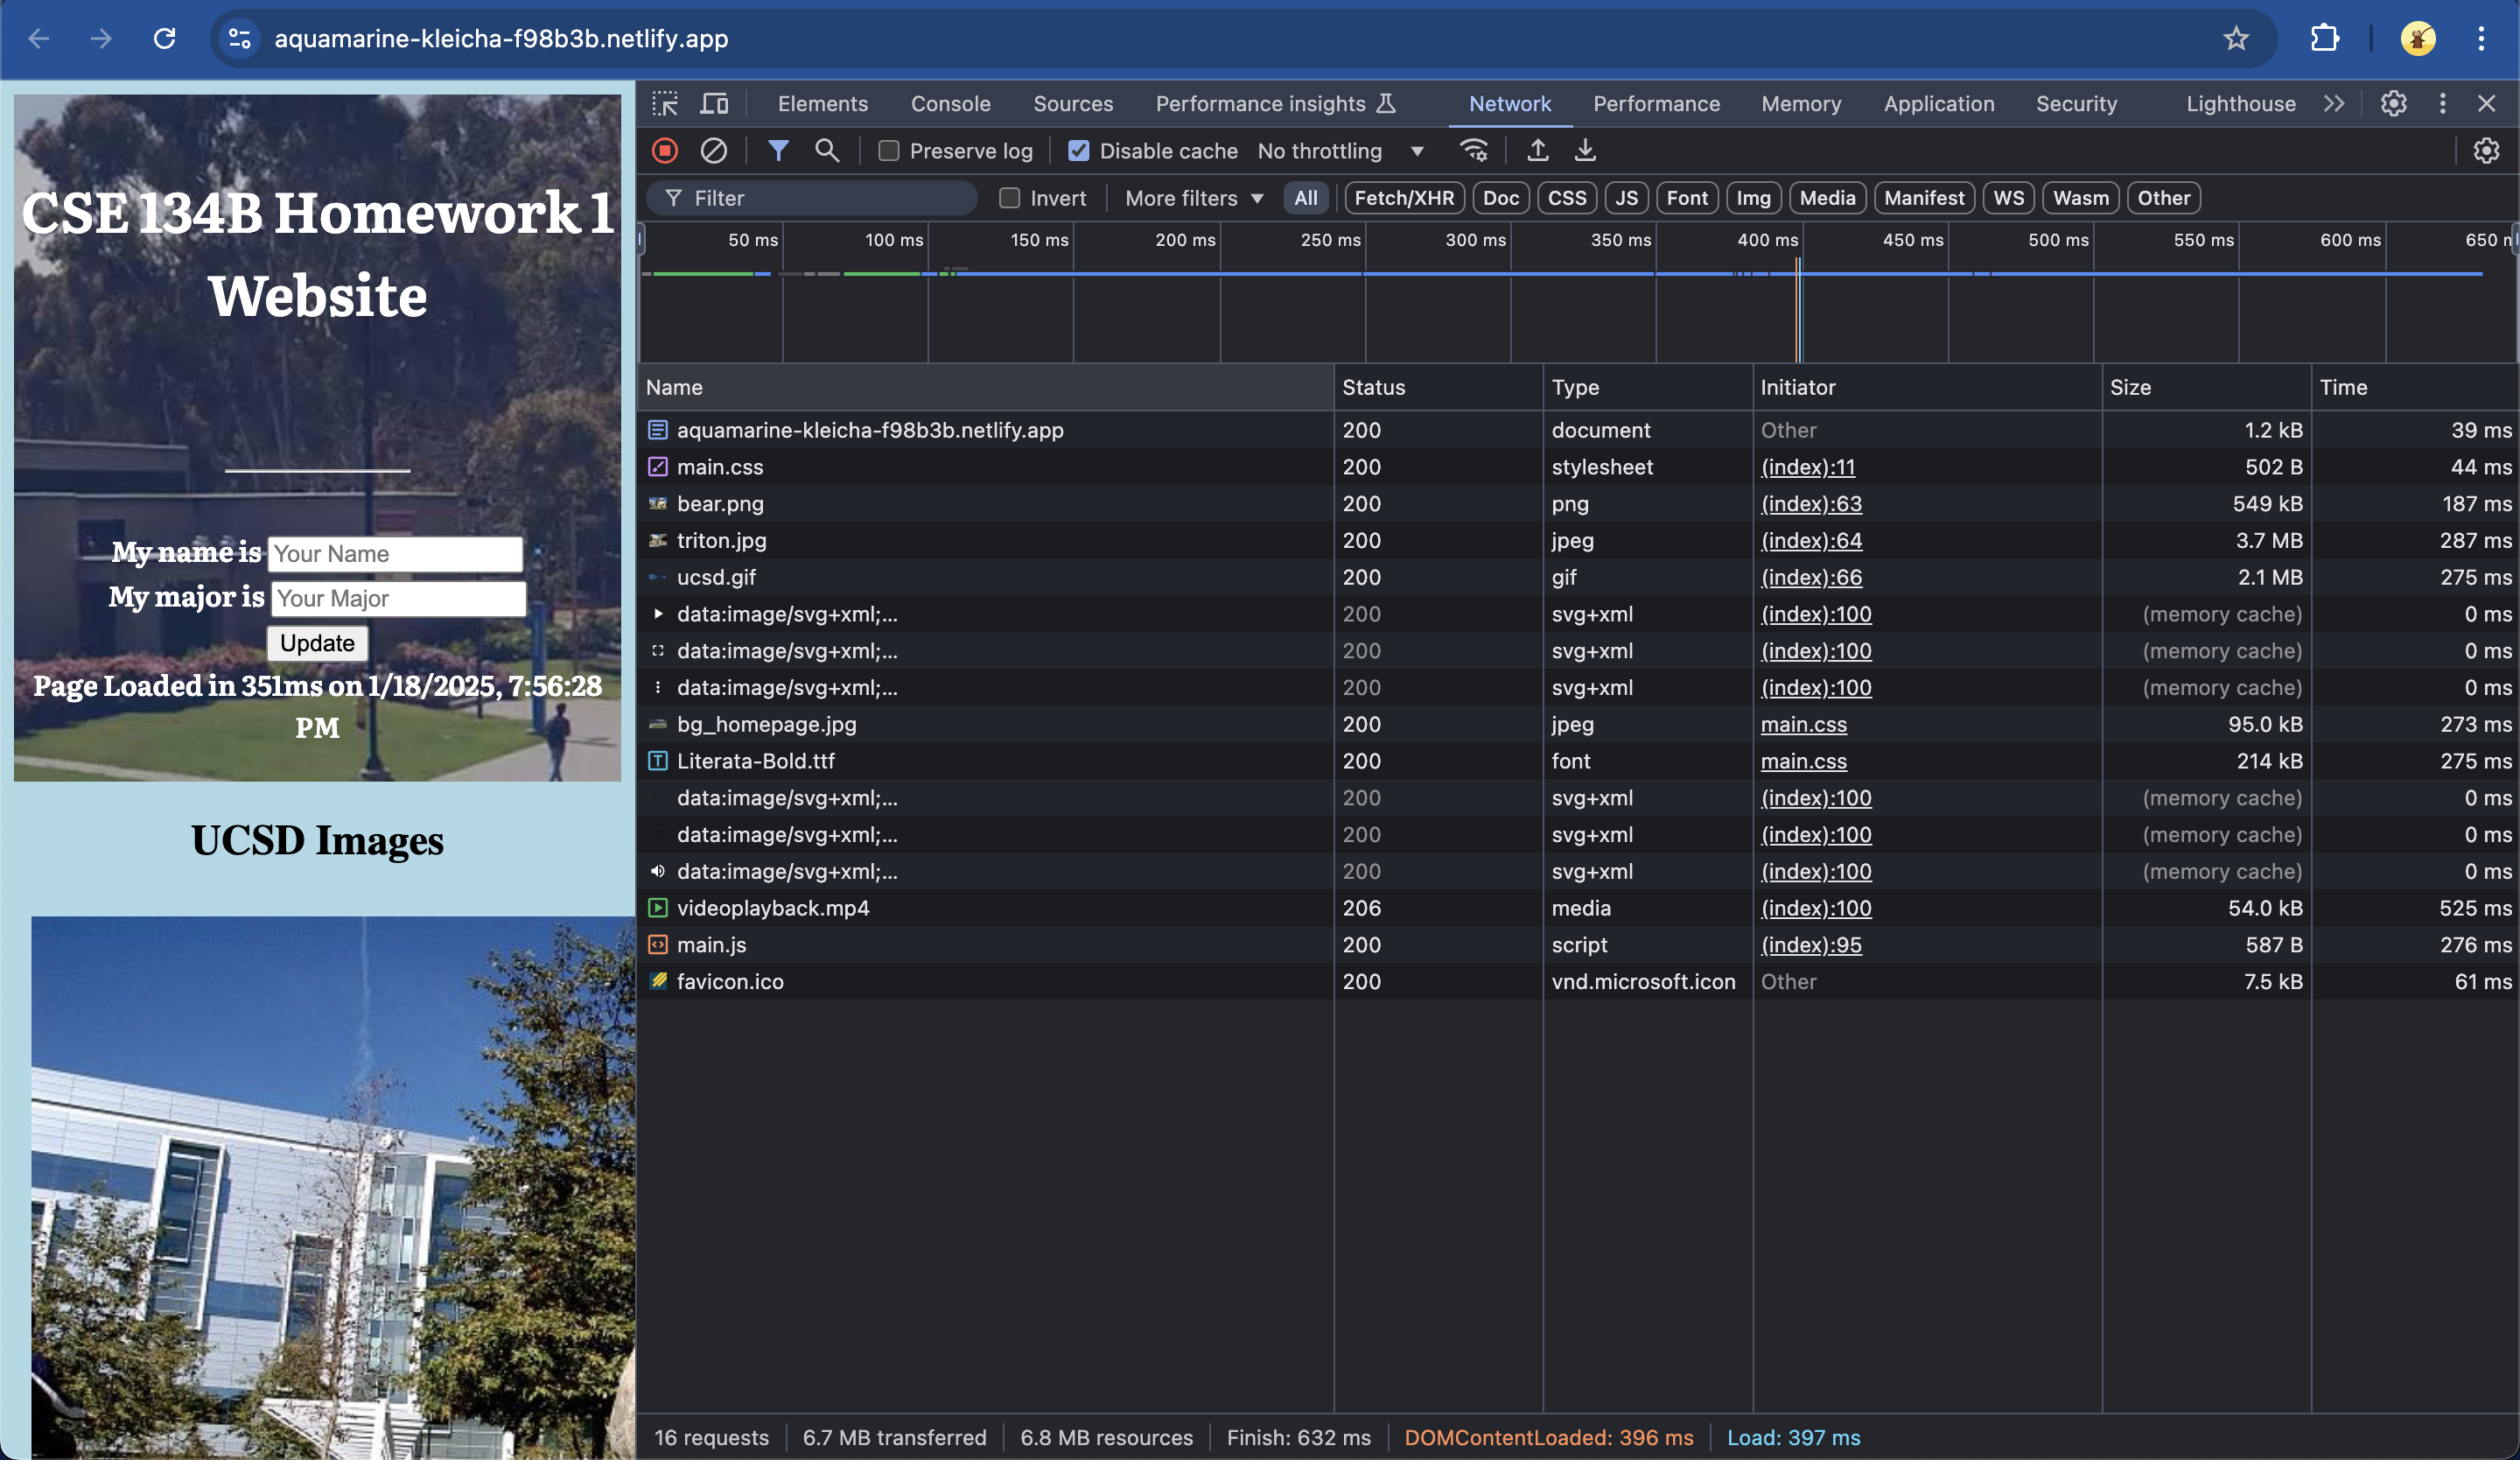 aquamarine-kleicha-f98b3b.netlify.app
CSE 134B Homework 1
Website
My name is Your Name
My major is Your Major
Update
Page Loaded in 351ms on 1/18/2025, 7:56:28
PM
UCSD Images
Elements Console Sources Performance insights Network Performance Memory Application Security Lighthouse
Preserve log Disable cache No throttling
Filter Invert More filters All Fetch/XHR Doc CSS JS Font Img Media Manifest WS Wasm Other
50 ms 100 ms 150 ms 200 ms 250 ms 300 ms 350 ms 400 ms 450 ms 500 ms 550 ms 600 ms 650
Name Status Type Initiator Size Time
aquamarine-kleicha-f98b3b.netlify.app 200 document Other 1.2 kB 39 ms
main.css 200 stylesheet (index):11 502 B 44 ms
bear.png 200 png (index):63 549 kB 187 ms
triton.jpg 200 jpeg (index):64 3.7 MB 287 ms
ucsd.gif 200 gif (index):66 2.1 MB 275 ms
data:image/svg+xml;... 200 svg+xml (index):100 (memory cache) 0 ms
data:image/svg+xml;... 200 svg+xml (index):100 (memory cache) 0 ms
data:image/svg+xml;... 200 svg+xml (index):100 (memory cache) 0 ms
bg_homepage.jpg 200 jpeg main.css 95.0 kB 273 ms
Literata-Bold.ttf 200 font main.css 214 kB 275 ms
data:image/svg+xml;... 200 svg+xml (index):100 (memory cache) 0 ms
data:image/svg+xml;... 200 svg+xml (index):100 (memory cache) 0 ms
data:image/svg+xml;... 200 svg+xml (index):100 (memory cache) 0 ms
videoplayback.mp4 206 media (index):100 54.0 kB 525 ms
main.js 200 script (index):95 587 B 276 ms
favicon.ico 200 vnd.microsoft.icon Other 7.5 kB 61 ms
16 requests 6.7 MB transferred 6.8 MB resources Finish: 632 ms DOMContentLoaded: 396 ms Load: 397 ms